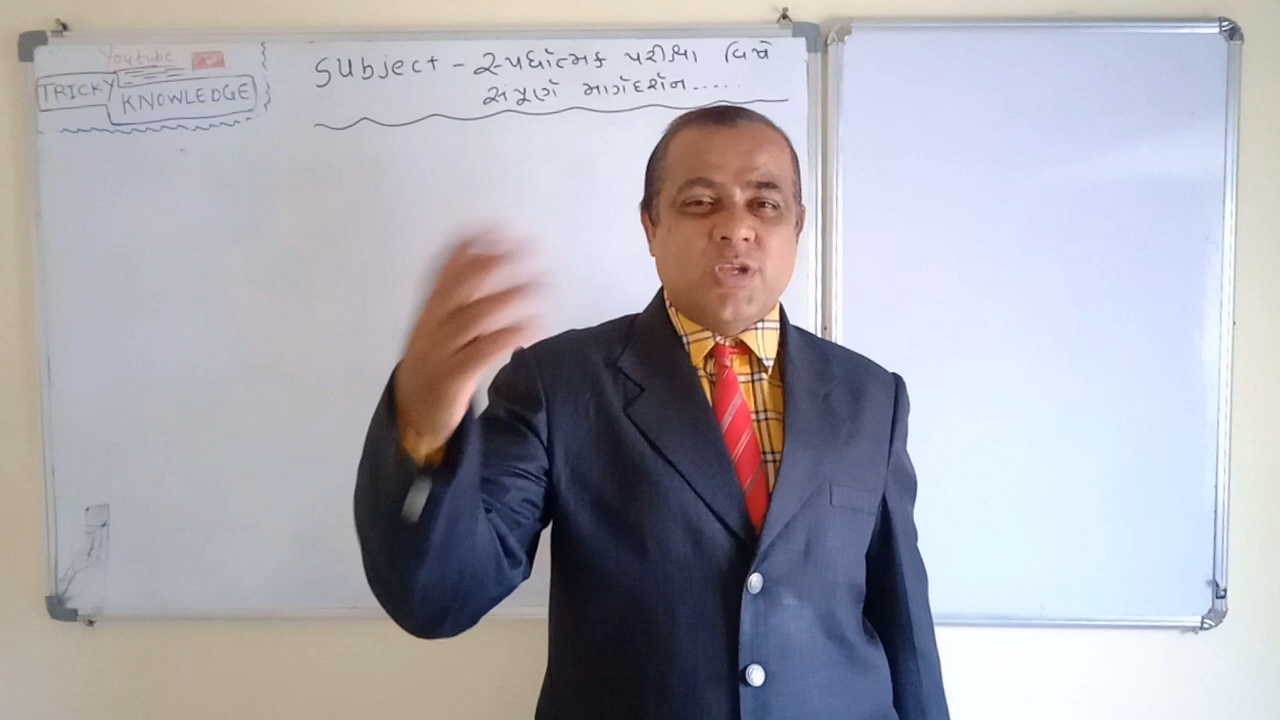 Youtube
TRICKY
KNOWLEDGE
Subject - સ્પર્ધાત્મક પરીક્ષા વિષે
સંપૂર્ણ માર્ગદર્શન.....